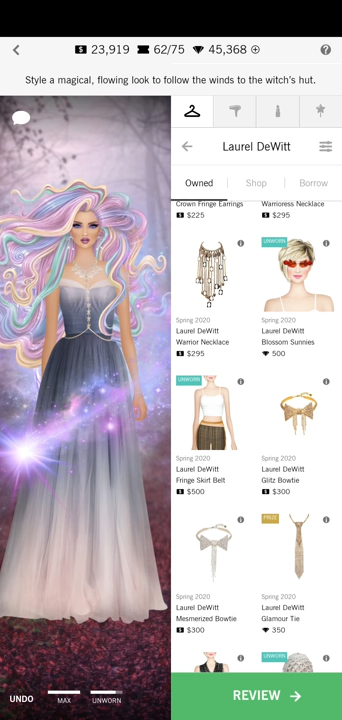 $ 23,919 62/75 45,368
Style a magical, flowing look to follow the winds to the witch's hut.
Laurel DeWitt
Owned Shop Borrow
Crown Fringe Earrings
$ $225
Warrioress Necklace
$ $295
Spring 2020
Laurel DeWitt
Warrior Necklace
$ $295
UNWORN
Spring 2020
Laurel DeWitt
Blossom Sunnies
500
UNWORN
Spring 2020
Laurel DeWitt
Fringe Skirt Belt
$ $500
Spring 2020
Laurel DeWitt
Glitz Bowtie
$ $300
Spring 2020
Laurel DeWitt
Mesmerized Bowtie
$ $300
PRIZE
Spring 2020
Laurel DeWitt
Glamour Tie
350
UNWORN
UNDO MAX UNWORN
REVIEW